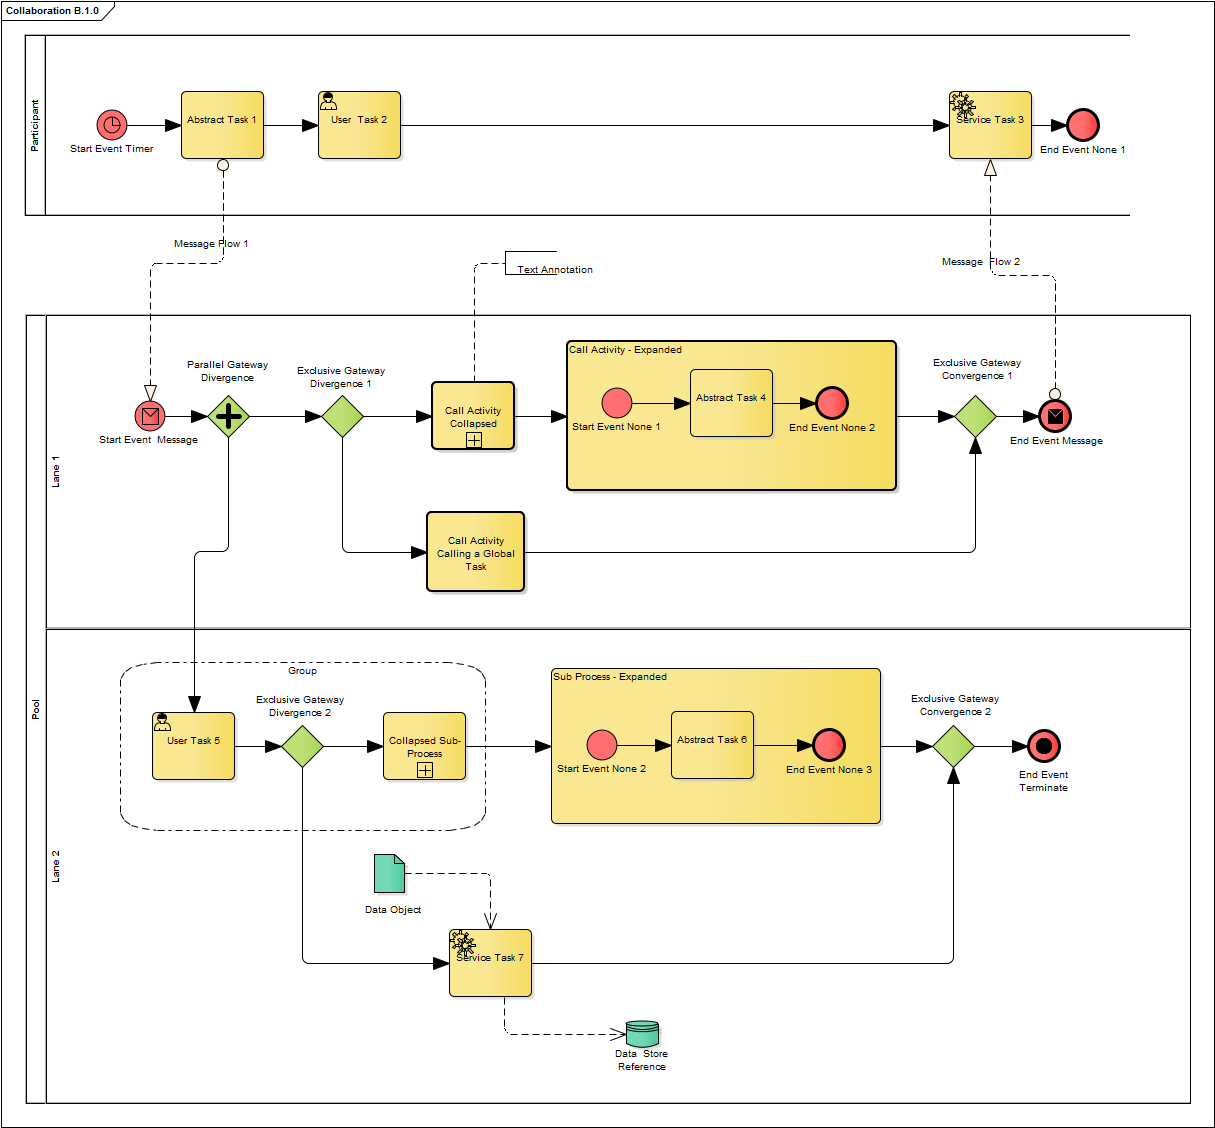 Collaboration B.1.0
Participant
Start Event Timer
Abstract Task 1
User Task 2
Service Task 3
End Event None 1
Message Flow 1
Text Annotation
Message Flow 2
Pool
Lane 1
Start Event Message
Parallel Gateway
Divergence
Exclusive Gateway
Divergence 1
Call Activity
Collapsed
Call Activity - Expanded
Start Event None 1
Abstract Task 4
End Event None 2
Exclusive Gateway
Convergence 1
End Event Message
Call Activity
Calling a Global
Task
Lane 2
Group
User Task 5
Exclusive Gateway
Divergence 2
Collapsed Sub-
Process
Sub Process - Expanded
Start Event None 2
Abstract Task 6
End Event None 3
Exclusive Gateway
Convergence 2
End Event
Terminate
Data Object
Service Task 7
Data Store
Reference